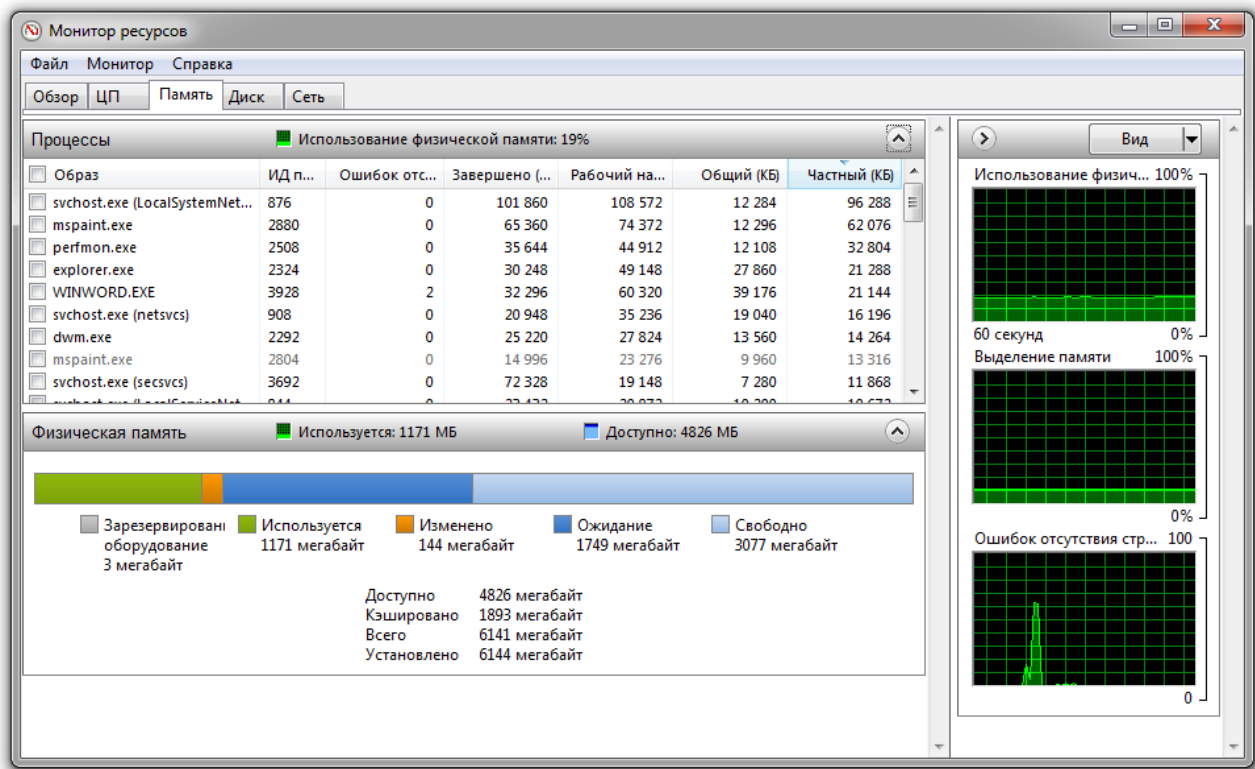 Монитор ресурсов
Файл Монитор Справка
Обзор ЦП Память Диск Сеть
Процессы Использование физической памяти: 19%
Образ ИД п... Ошибок отс... Завершено (... Рабочий на... Общий (КБ) Частный (КБ)
svchost.exe (LocalSystemNet... 876 0 101 860 108 572 12 284 96 288
mspaint.exe 2880 0 65 360 74 372 12 296 62 076
perfmon.exe 2508 0 35 644 44 912 12 108 32 804
explorer.exe 2324 0 30 248 49 148 27 860 21 288
WINWORD.EXE 3928 2 32 296 60 320 39 176 21 144
svchost.exe (netsvcs) 908 0 20 948 35 236 19 040 16 196
dwm.exe 2292 0 25 220 27 824 13 560 14 264
mspaint.exe 2804 0 14 996 23 276 9 960 13 316
svchost.exe (secsvcs) 3692 0 72 328 19 148 7 280 11 868
Физическая память Используется: 1171 МБ Доступно: 4826 МБ
Зарезервировани Используется Изменено Ожидание Свободно
оборудование 1171 мегабайт 144 мегабайт 1749 мегабайт 3077 мегабайт
3 мегабайт
Доступно 4826 мегабайт
Кэшировано 1893 мегабайт
Всего 6141 мегабайт
Установлено 6144 мегабайт
Вид
Использование физич... 100%
60 секунд 0%
Выделение памяти 100%
0%
Ошибок отсутствия стр... 100
0